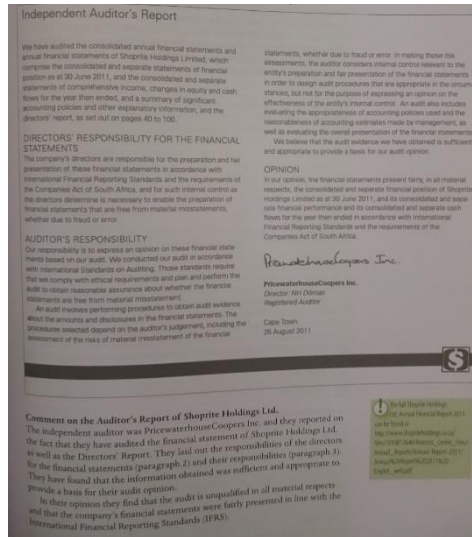 Independent Auditor's Report
We have audited the consolidated annual financial statements and
annual financial statements of Shoprite Holdings Limited, which
comprise the consolidated and separate statements of financial
position as at 30 June 2011, and the consolidated and separate
statements of comprehensive income, changes in equity and cash
flows for the year then ended, and a summary of significant
accounting policies and other explanatory information, and the
directors' report, as set out on pages 40 to 100.
DIRECTORS' RESPONSIBILITY FOR THE FINANCIAL
STATEMENTS
The company's directors are responsible for the preparation and fair
presentation of these financial statements in accordance with
International Financial Reporting Standards and the requirements of
the Companies Act of South Africa, and for such internal control as
the directors determine is necessary to enable the preparation of
financial statements that are free from material misstatements,
whether due to fraud or error.
AUDITOR'S RESPONSIBILITY
Our responsibility is to express an opinion on these financial state-
ments based on our audit. We conducted our audit in accordance
with International Standards on Auditing. Those standards require
that we comply with ethical requirements and plan and perform the
audit to obtain reasonable assurance about whether the financial
statements are free from material misstatement.
An audit involves performing procedures to obtain audit evidence
about the amounts and disclosures in the financial statements. The
procedures selected depend on the auditor's judgement, including the
assessment of the risks of material misstatement of the financial
statements, whether due to fraud or error. In making those risk
assessments, the auditor considers internal control relevant to the
entity's preparation and fair presentation of the financial statements
in order to design audit procedures that are appropriate in the circum
stances, but not for the purpose of expressing an opinion on the
effectiveness of the entity's internal control. An audit also includes
evaluating the appropriateness of accounting policies used and the
reasonableness of accounting estimates made by management, as
well as evaluating the overall presentation of the financial statements
We believe that the audit evidence we have obtained is sufficient
and appropriate to provide a basis for our audit opinion.
OPINION
In our opinion, the financial statements present fairly, in all material
respects, the consolidated and separate financial position of Shoprite
Holdings Limited as at 30 June 2011, and its consolidated and sepa-
rate financial performance and its consolidated and separate cash
flows for the year then ended in accordance with International
Financial Reporting Standards and the requirements of the
Companies Act of South Africa.
PricewaterhouseCoopers Inc.
PricewaterhouseCoopers Inc.
Director: NH Döman
Registered Auditor
Cape Town
26 August 2011
$
Comment on the Auditor's Report of Shoprite Holdings Ltd.
The independent auditor was PricewaterhouseCoopers Inc. and they reported on
the fact that they have audited the financial statement of Shoprite Holdings Ltd.
as well as the Directors' Report. They laid out the responsibilities of the directors
for the financial statements (paragraph 2) and their responsibilities (paragraph 3).
They have found that the information obtained was sufficient and appropriate to
provide a basis for their audit opinion.
In their opinion they find that the audit is unqualified in all material respects
and that the company's financial statements were fairly presented in line with the
International Financial Reporting Standards (IFRS).
The full Shoprite Holdings
Ltd. Annual Financial Report 2011
can be found at